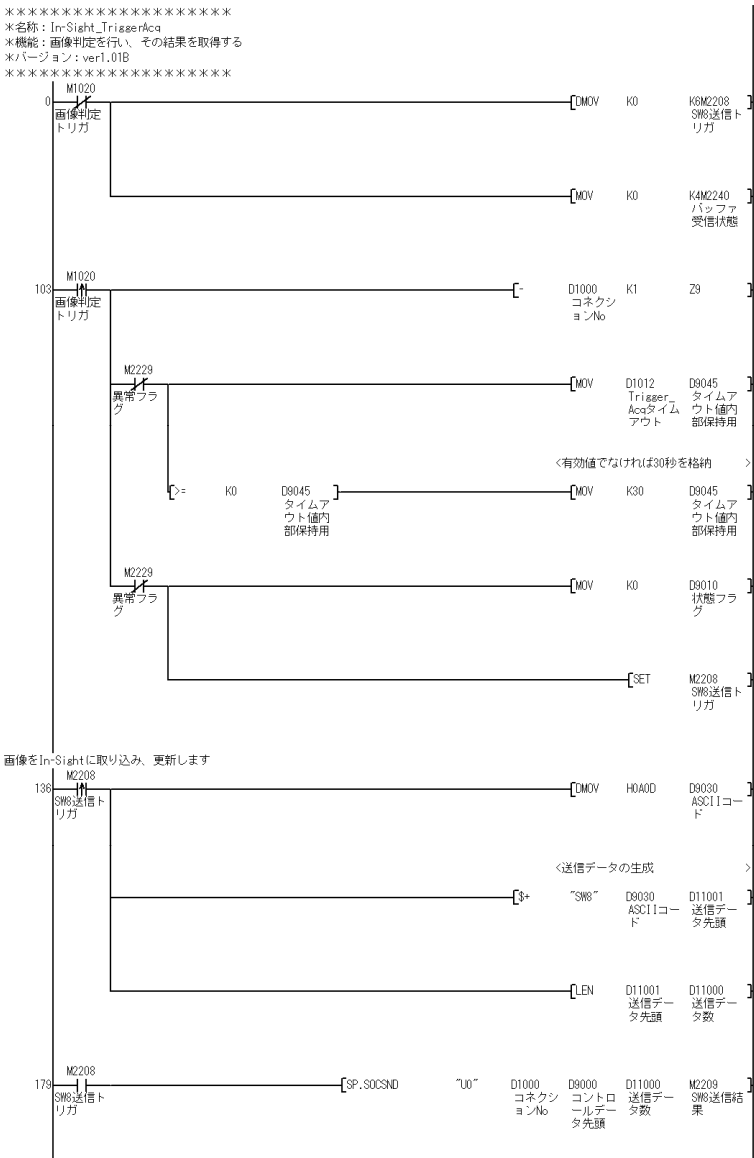 ＊＊＊＊＊＊＊＊＊＊＊＊＊＊＊＊＊＊＊＊
＊名称：In-Sight_TriggerAcq
＊機能：画像判定を行い、その結果を取得する
＊バージョン：ver1.01B
＊＊＊＊＊＊＊＊＊＊＊＊＊＊＊＊＊＊＊＊
M1020
0 DMOV K0 K6M2208
画像判定 SW8送信ト
トリガ リガ
MOV K0 K4M2240
バッファ
受信状態
M1020
103 - D1000 K1 Z9
画像判定 コネクシ
トリガ ョンNo
M2229
MOV D1012 D9045
異常フラ Trigger_ タイムア
グ Acqタイム ウト値内
アウト 部保持用
<有効値でなければ30秒を格納 >
>= K0 D9045 MOV K30 D9045
タイムア タイムア
ウト値内 ウト値内
部保持用 部保持用
M2229
MOV K0 D9010
異常フラ 状態フラ
グ グ
SET M2208
SW8送信ト
リガ
画像をIn-Sightに取り込み、更新します
M2208
136 DMOV H0A0D D9030
SW8送信ト ASCIIコー
リガ ド
<送信データの生成 >
$+ "SW8" D9030 D11001
ASCIIコー 送信デー
ド タ先頭
LEN D11001 D11000
送信デー 送信デー
タ先頭 タ数
M2208
179 SP.SOCSND "U0" D1000 D9000 D11000 M2209
SW8送信ト コネクシ コントロ 送信デー SW8送信結
リガ ョンNo ールデー タ数 果
タ先頭